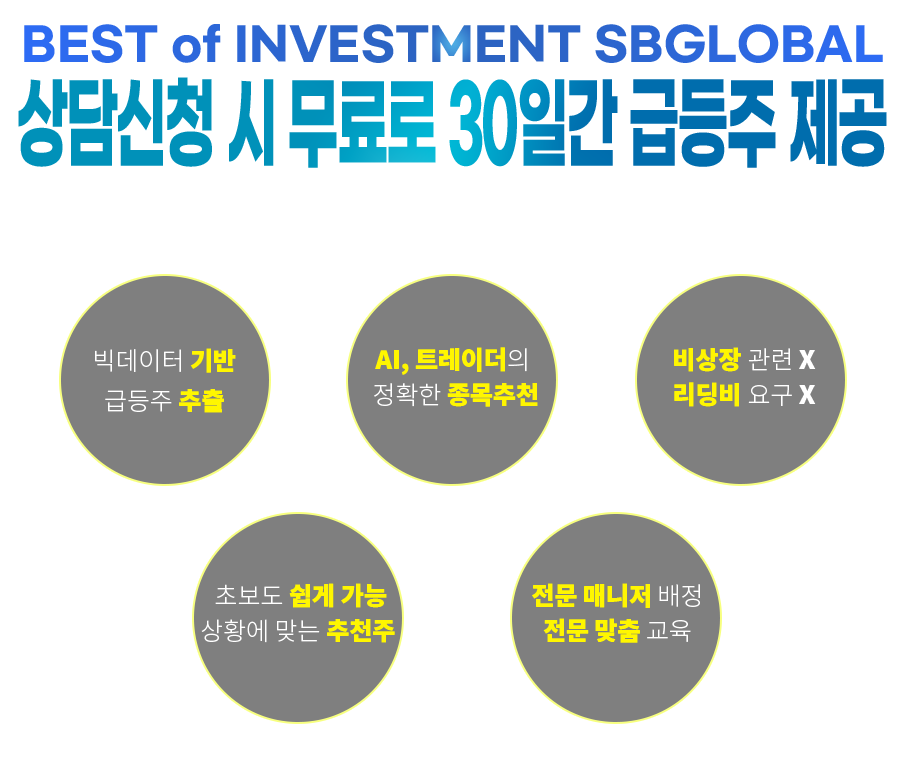 BEST of INVESTMENT SBGLOBAL
상담신청 시 무료로 30일간 급등주 제공
빅데이터 기반
급등주 추출
AI, 트레이더의
정확한 종목추천
비상장 관련 X
리딩비 요구 X
초보도 쉽게 가능
상황에 맞는 추천주
전문 매니저 배정
전문 맞춤 교육